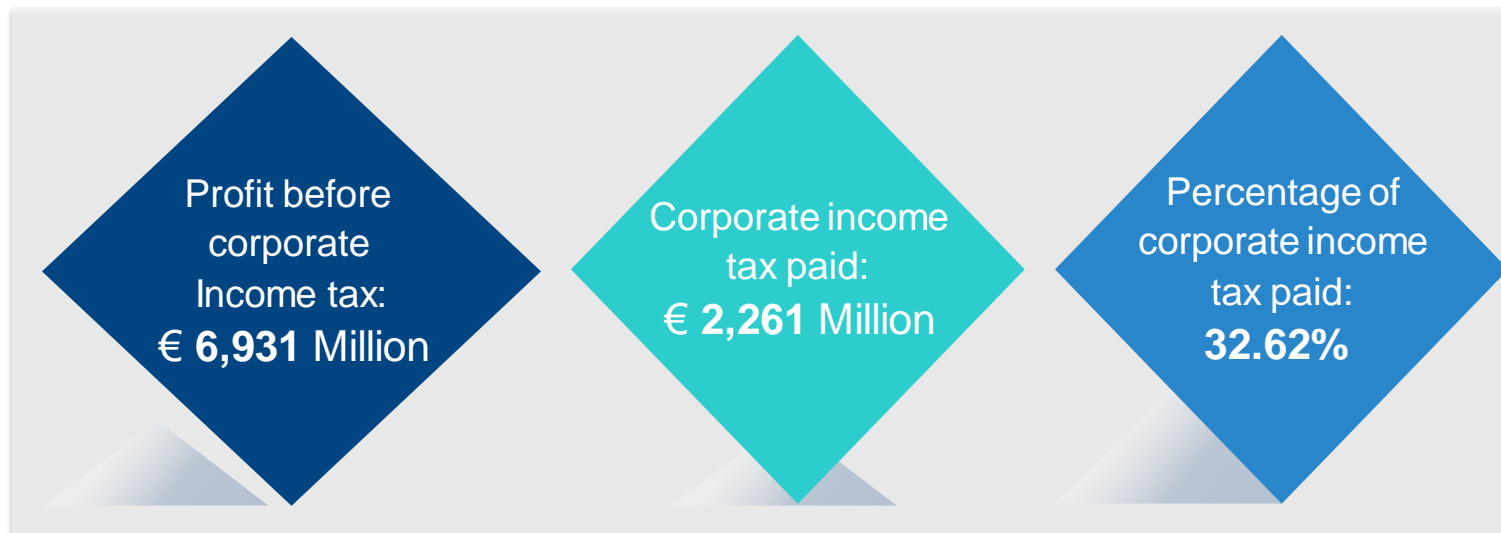 Profit before
corporate
Income tax:
€ 6,931 Million
Corporate income
tax paid:
€ 2,261 Million
Percentage of
corporate income
tax paid:
32.62%